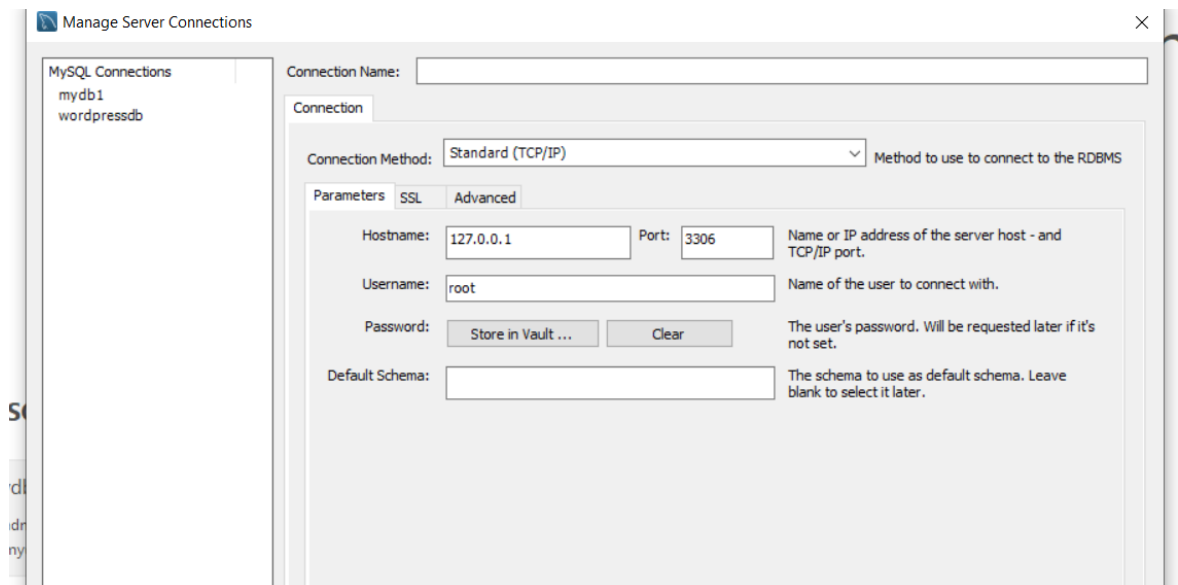 Manage Server Connections
MySQL Connections
mydb1
wordpressdb
Connection Name:
Connection
Connection Method: Standard (TCP/IP) Method to use to connect to the RDBMS
Parameters SSL Advanced
Hostname: 127.0.0.1 Port: 3306 Name or IP address of the server host - and
TCP/IP port.
Username: root Name of the user to connect with.
Password: Store in Vault ... Clear The user's password. Will be requested later if it's
not set.
Default Schema: The schema to use as default schema. Leave
blank to select it later.